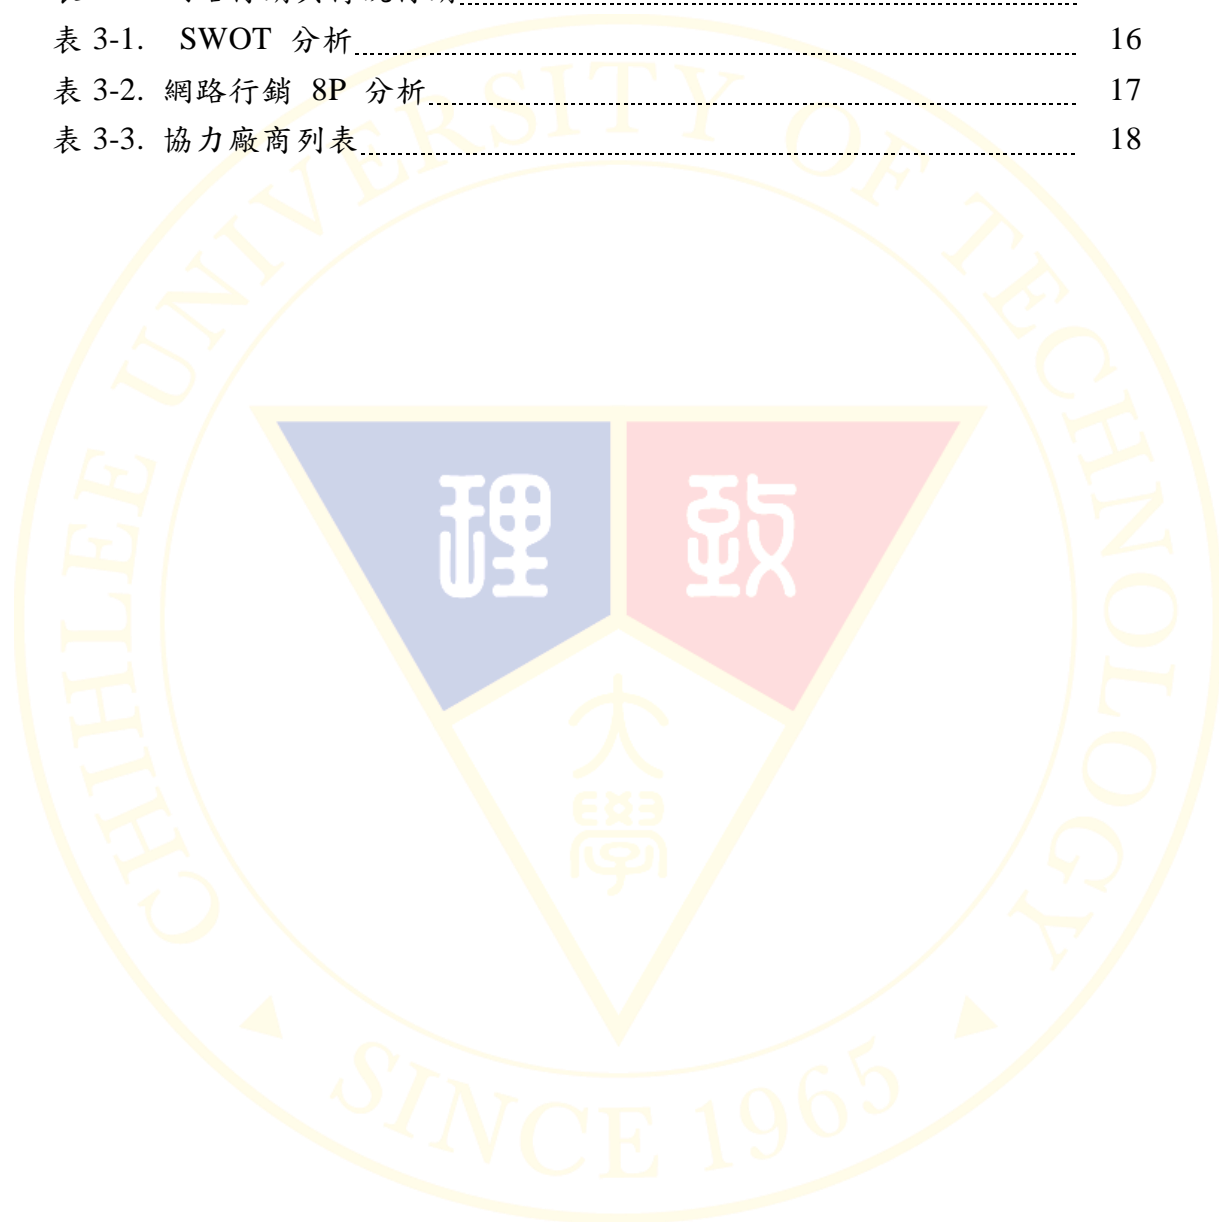 表 3-1. SWOT 分析 16
表 3-2. 網路行銷 8P 分析 17
表 3-3. 協力廠商列表 18
CHIHLEE UNIVERSITY OF TECHNOLOGY
理 致
大
學
SINCE 1965